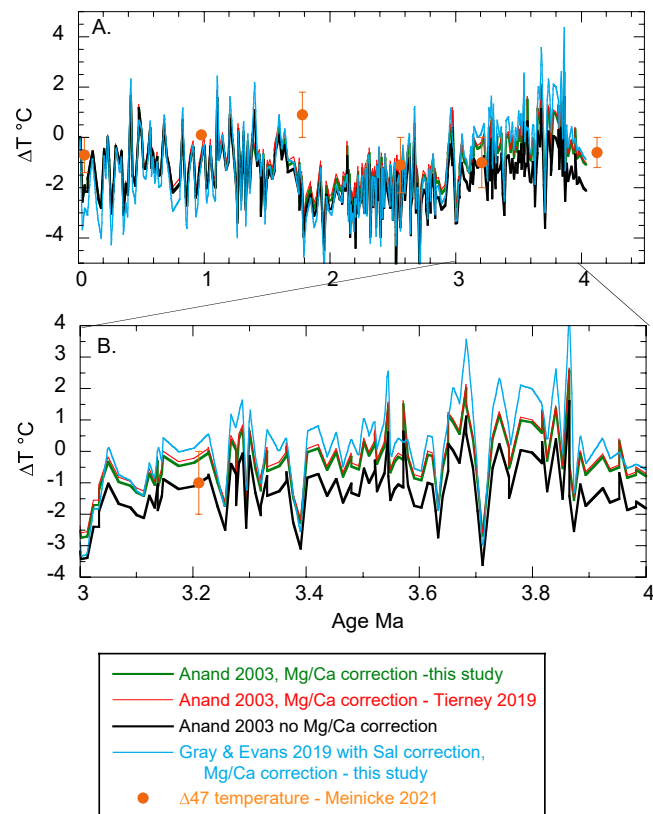 A.
4
2
0
-2
-4
ΔT °C
0
1
2
3
4
B.
4
3
2
1
0
-1
-2
-3
-4
ΔT °C
3
3.2
3.4
3.6
3.8
4
Age Ma
Anand 2003, Mg/Ca correction -this study
Anand 2003, Mg/Ca correction - Tierney 2019
Anand 2003 no Mg/Ca correction
Gray & Evans 2019 with Sal correction,
Mg/Ca correction - this study
Δ47 temperature - Meinicke 2021